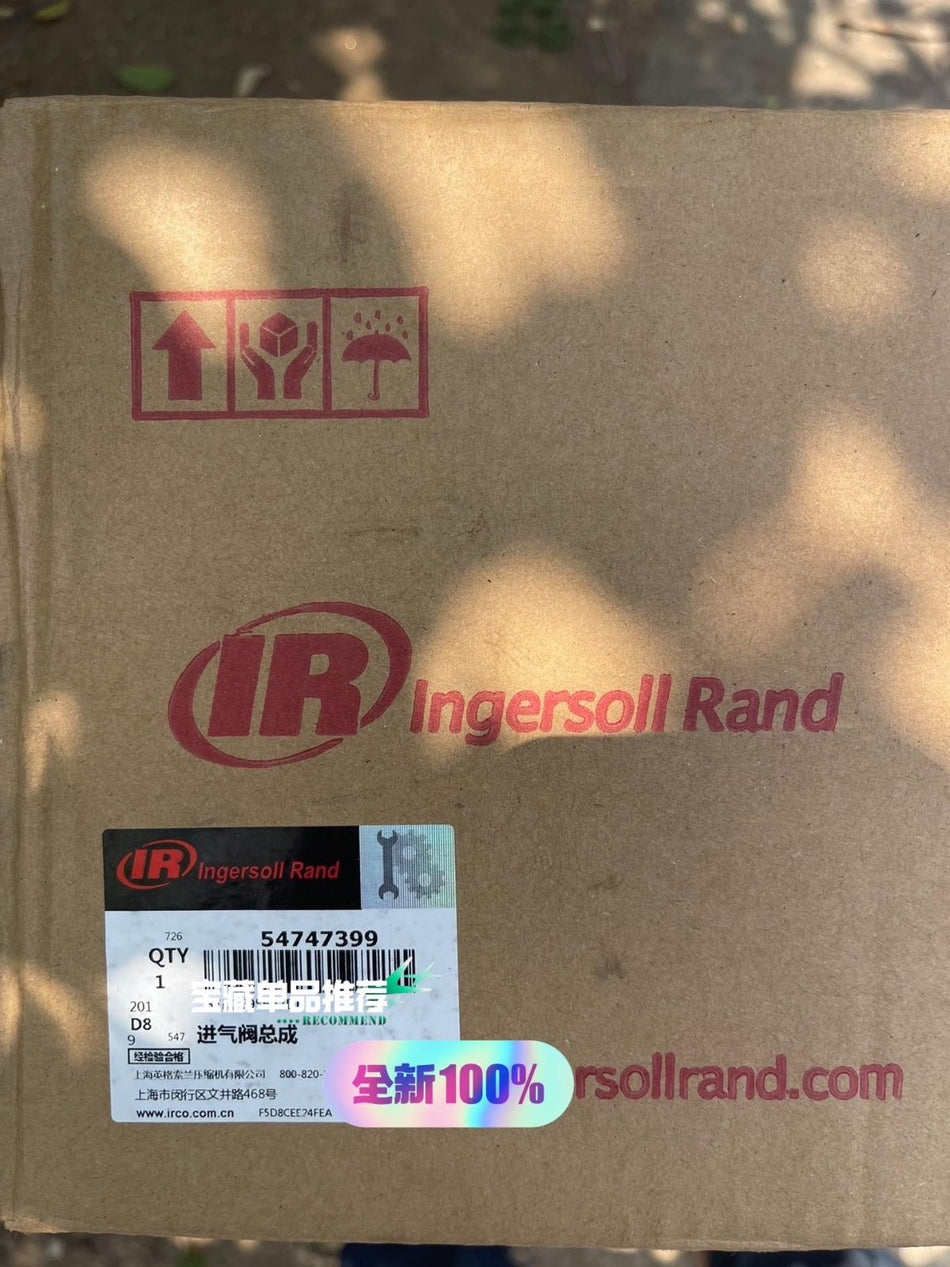 IR Ingersoll Rand
IR Ingersoll Rand
726
54747399
QTY
1
宝藏单品推荐
RECOMMEND
201
D8
9
547
进气阀总成
经检验合格
上海英格索兰压缩机有限公司 800-820-
上海市闵行区文井路468号
www.irco.com.cn F5D8CEE24FEA
全新100%
rsollrand.com